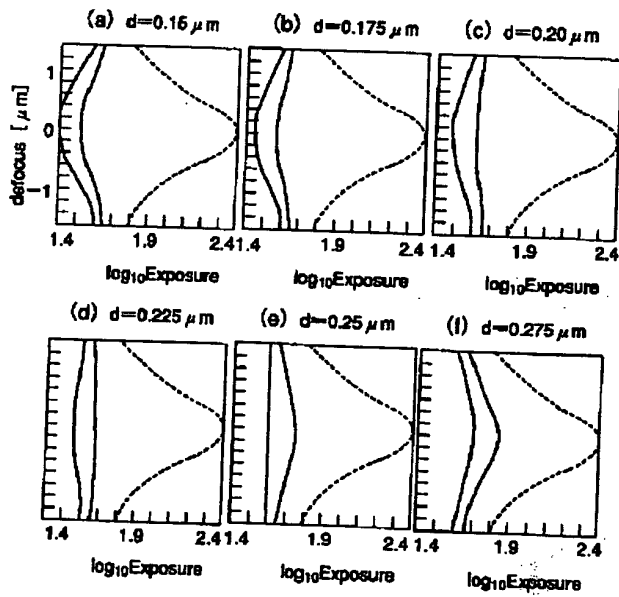 (a) d=0.15 μm
(b) d=0.175 μm
(c) d=0.20 μm
defocus [μm]
1
0
-1
1.4 1.9 2.4
1.4 1.9 2.4
1.4 1.9 2.4
log10Exposure
log10Exposure
log10Exposure
(d) d=0.225 μm
(e) d=0.25 μm
(f) d=0.275 μm
1.4 1.9 2.4
1.4 1.9 2.4
1.4 1.9 2.4
log10Exposure
log10Exposure
log10Exposure